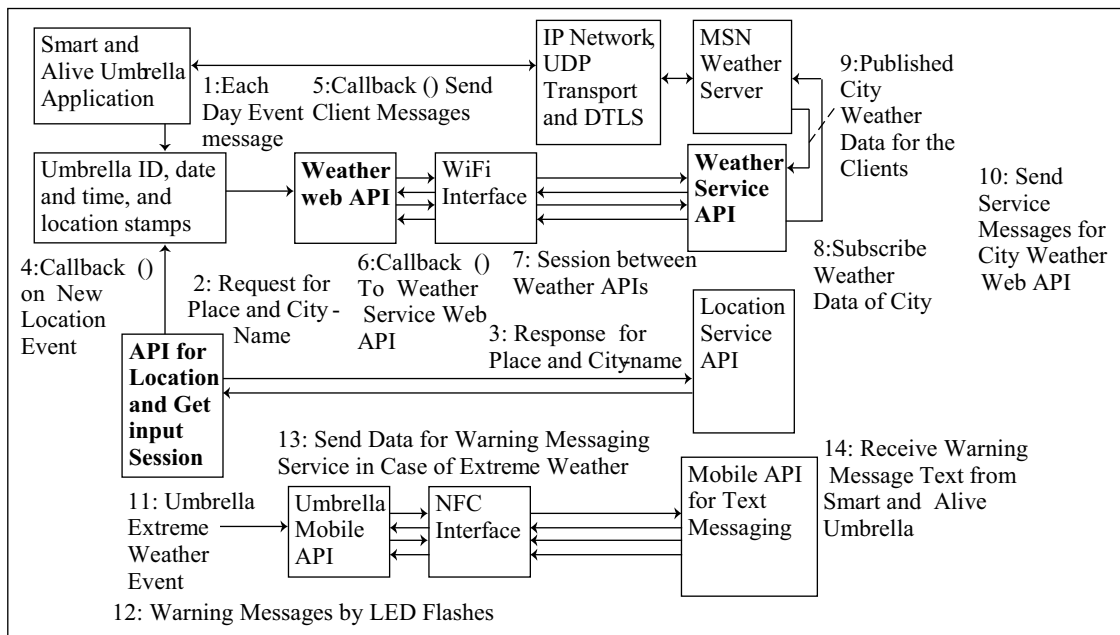 Smart and
Alive Umbrella
Application
1:Each
Day Event
message
5:Callback () Send
Client Messages
IP Network,
UDP
Transport
and DTLS
MSN
Weather
Server
9:Published
City
Weather
Data for the
Clients
Umbrella ID, date
and time, and
location stamps
Weather
web API
WiFi
Interface
Weather
Service
API
10: Send
Service
Messages for
City Weather
Web API
4:Callback ()
on New
Location
Event
2: Request for
Place and City-
Name
6:Callback ()
To Weather
Service Web
API
7: Session between
Weather APIs
8:Subscribe
Weather
Data of City
3: Response for
Place and City-name
Location
Service
API
API for
Location
and Get
input
Session
13: Send Data for Warning Messaging
Service in Case of Extreme Weather
11: Umbrella
Extreme
Weather
Event
Umbrella
Mobile
API
NFC
Interface
Mobile API
for Text
Messaging
14: Receive Warning
Message Text from
Smart and Alive
Umbrella
12: Warning Messages by LED Flashes